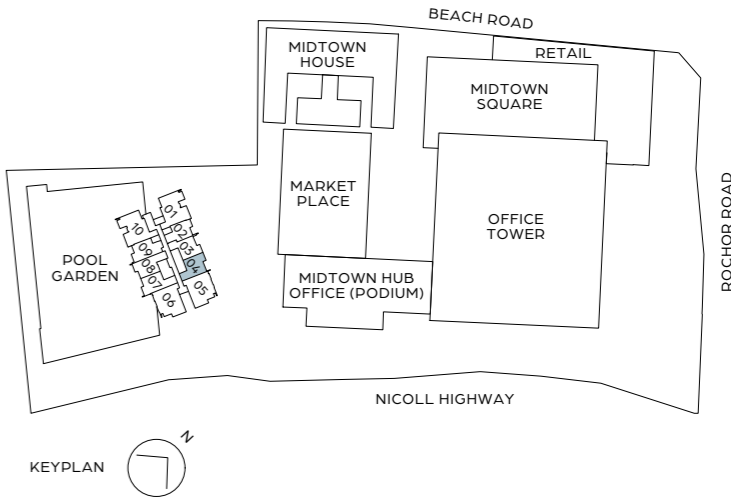 BEACH ROAD
MIDTOWN
HOUSE
RETAIL
MIDTOWN
SQUARE
MARKET
PLACE
OFFICE
TOWER
ROCHOR ROAD
POOL
GARDEN
01
02
03
04
05
10
09
08
07
06
MIDTOWN HUB
OFFICE (PODIUM)
NICOLL HIGHWAY
KEYPLAN
N